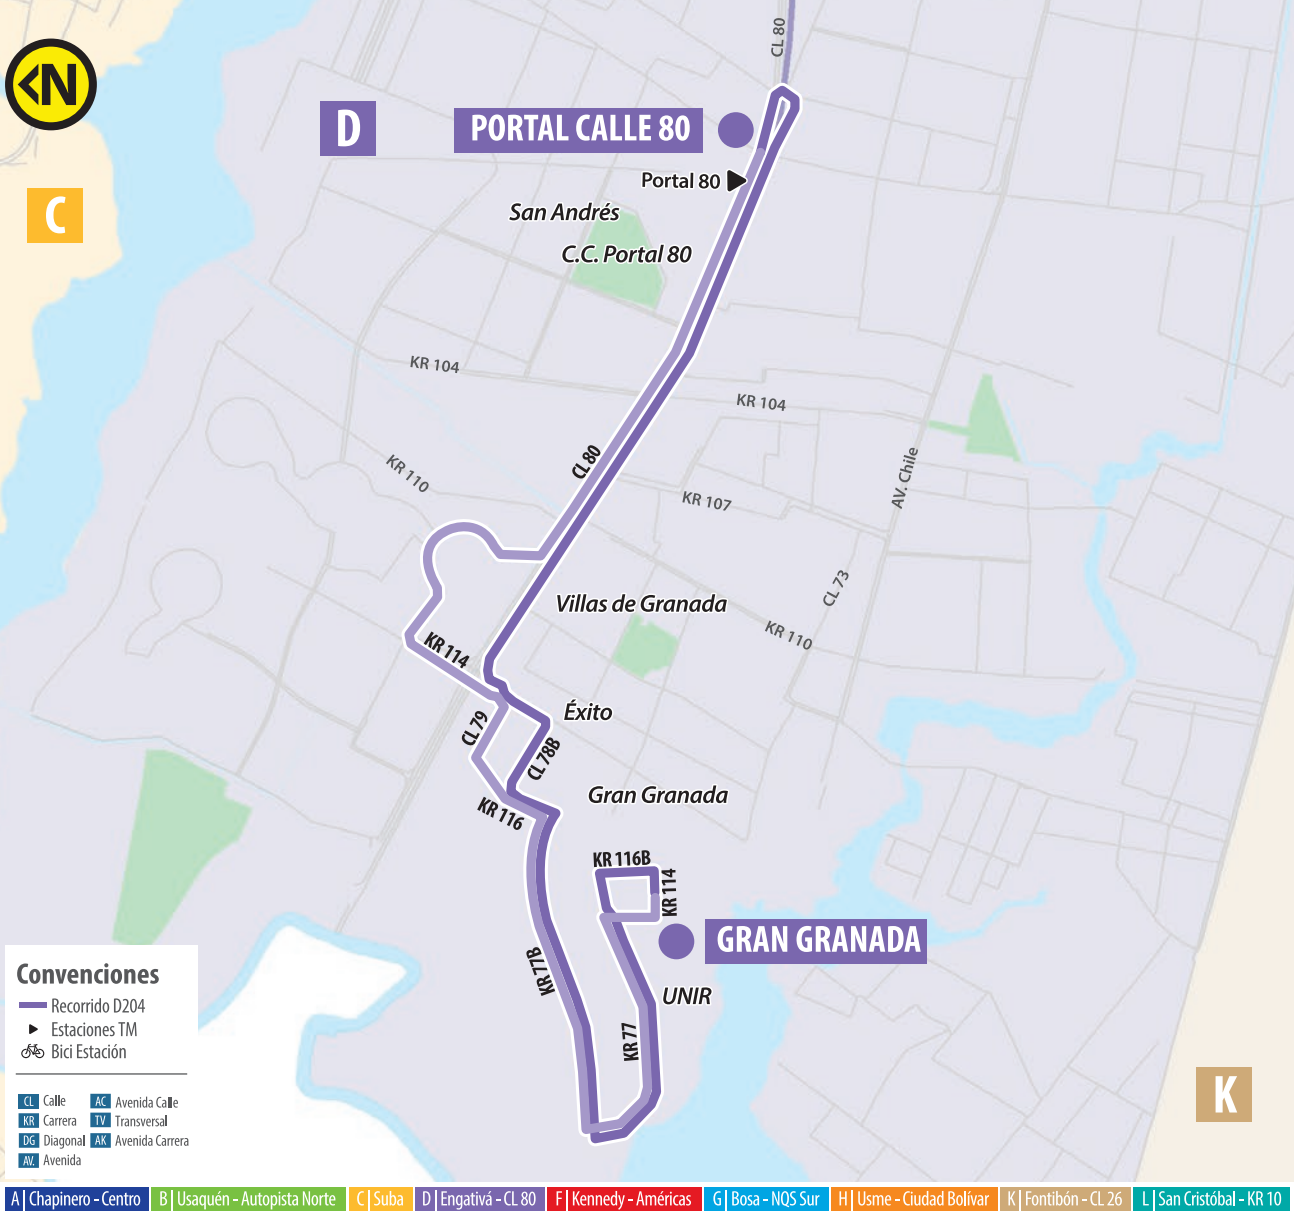 CL 80
N
D
PORTAL CALLE 80
Portal 80
C
San Andrés
C.C. Portal 80
KR 104
KR 104
CL 80
KR 110
AV. Chile
KR 107
CL 73
Villas de Granada
KR 110
KR 114
Éxito
CL 79
CL 78B
Gran Granada
KR 116
KR 116B
KR 114
GRAN GRANADA
KR 77B
UNIR
KR 77
K
Convenciones
Recorrido D204
Estaciones TM
Bici Estación
CL Calle
AC Avenida Calle
KR Carrera
TV Transversal
DG Diagonal
AK Avenida Carrera
AV. Avenida
A | Chapinero - Centro
B | Usaquén - Autopista Norte
C | Suba
D | Engativá - CL 80
F | Kennedy - Américas
G | Bosa - NQS Sur
H | Usme - Ciudad Bolívar
K | Fontibón - CL 26
L | San Cristóbal - KR 10